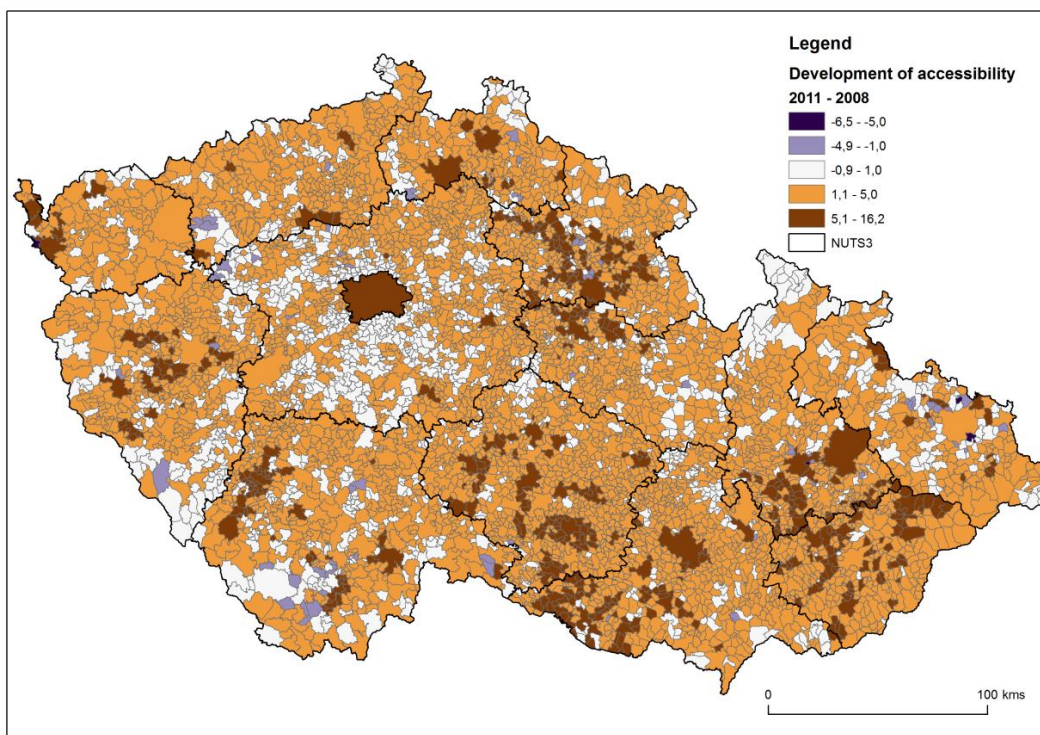 Legend
Development of accessibility
2011 - 2008
-6,5 - -5,0
-4,9 - -1,0
-0,9 - 1,0
1,1 - 5,0
5,1 - 16,2
NUTS3
0 100 kms